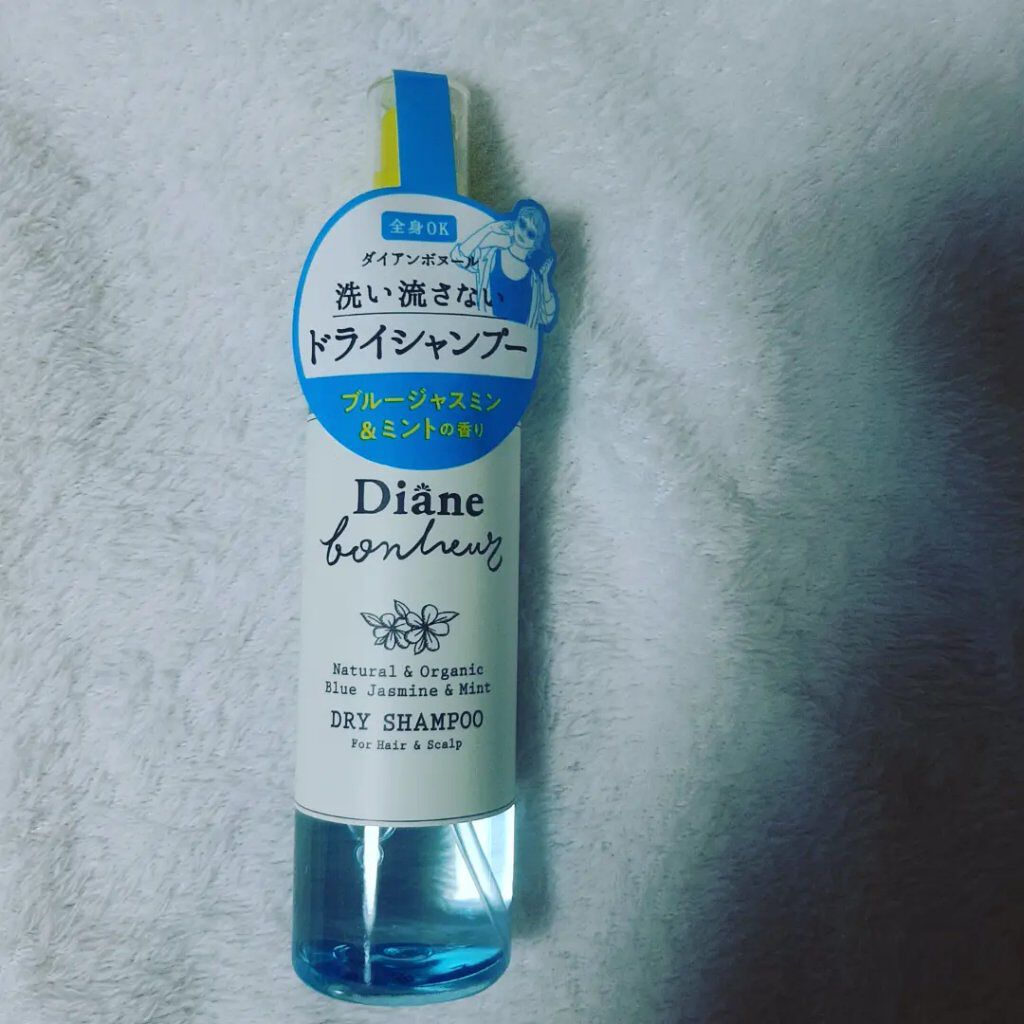 全身OK
ダイアンボヌール
洗い流さない
ドライシャンプー
ブルージャスミン
&ミントの香り
Diane
bonheur
Natural & Organic
Blue Jasmine & Mint
DRY SHAMPOO
For Hair & Scalp